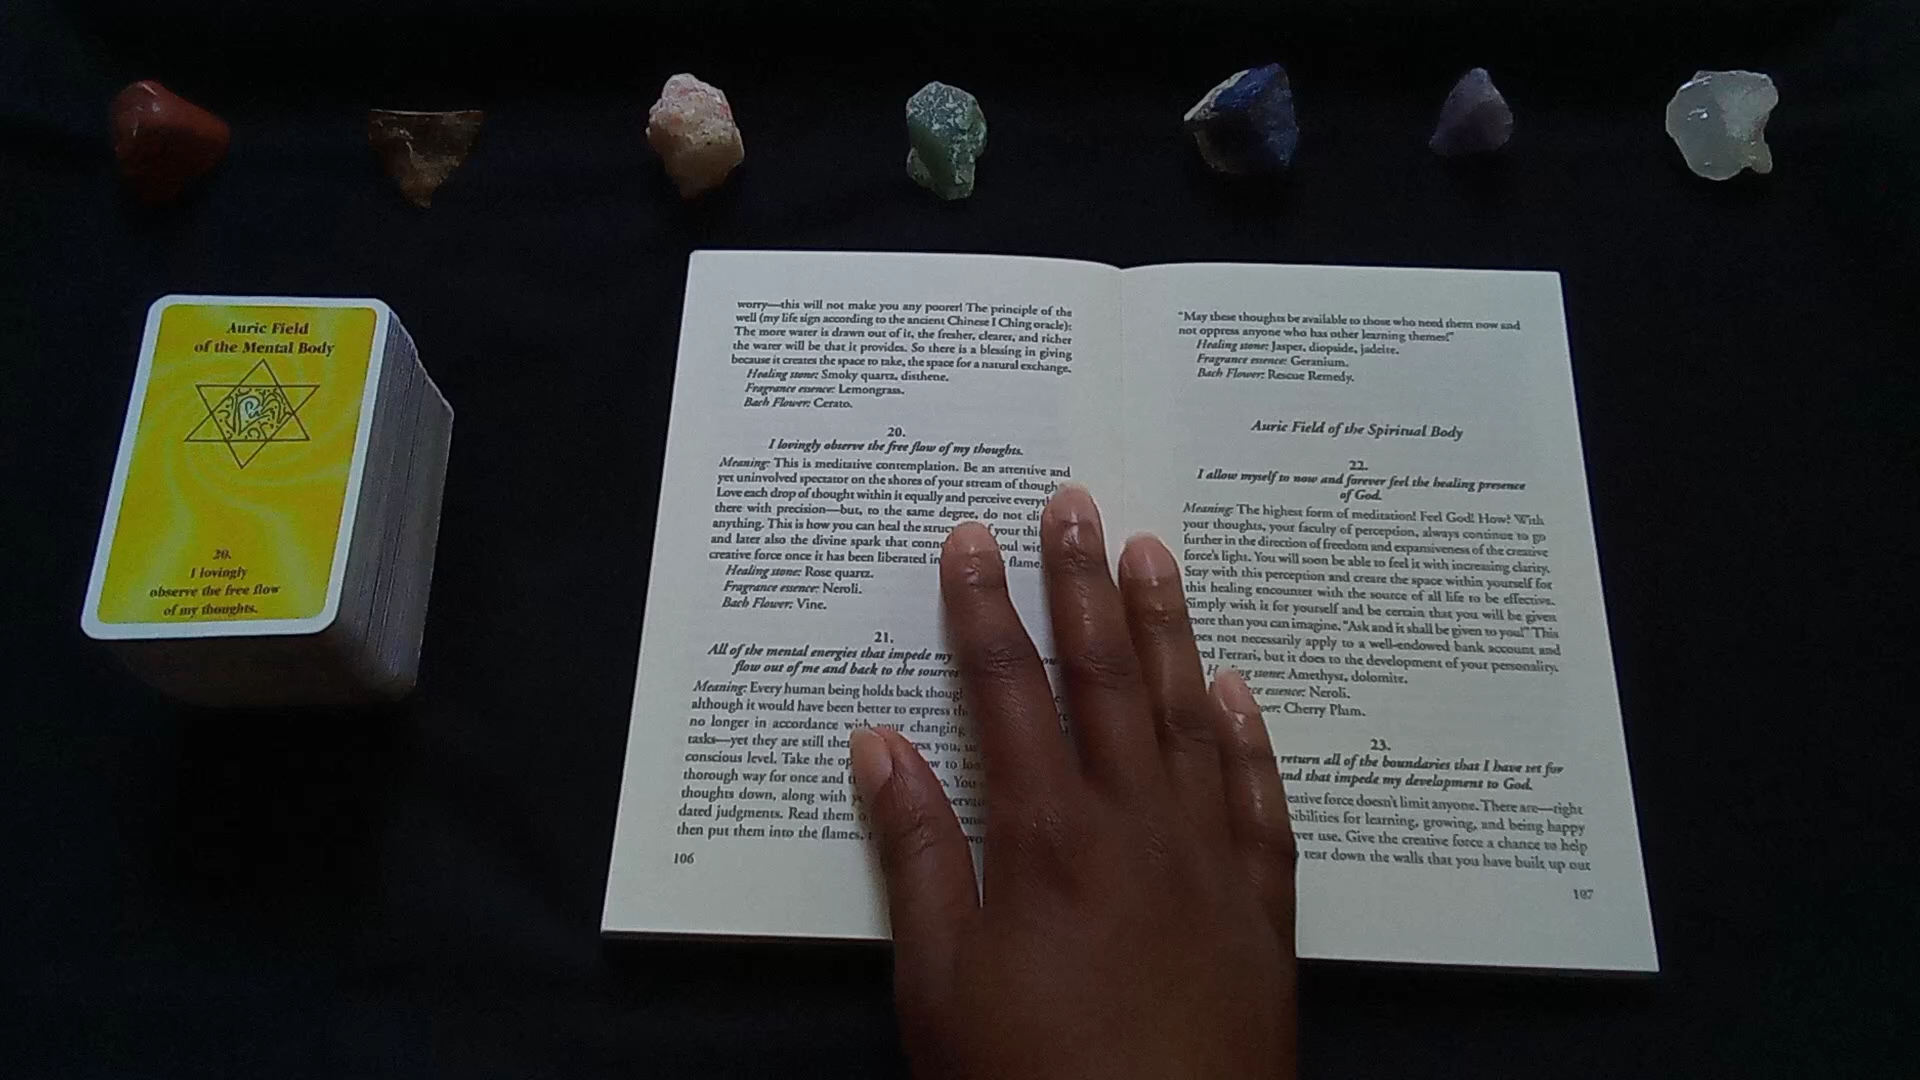 Auric Field
of the Mental Body
20.
I lovingly
observe the free flow
of my thoughts.
worry—this will not make you any poorer! The principle of the
well (my life sign according to the ancient Chinese I Ching oracle):
The more water is drawn out of it, the fresher, clearer, and richer
the water will be that it provides. So there is a blessing in giving
because it creates the space to take, the space for a natural exchange.
Healing stone: Smoky quartz, disthene.
Fragrance essence: Lemongrass.
Bach Flower: Cerato.
20.
I lovingly observe the free flow of my thoughts.
Meaning: This is meditative contemplation. Be an attentive and
yet uninvolved spectator on the shores of your stream of
Love each drop of thought within it equally and perceive
there with precision—but, to the same degree, do not
anything. This is how you can heal the your
and later also the divine spark that
creative force once it has been liberated in flame.
Healing stone: Rose quartz.
Fragrance essence: Neroli.
Bach Flower: Vine.
21.
All of the mental energies that impede my
flow out of me and back to the
Meaning: Every human being holds back
although it would have been better to express
no longer in accordance with your changing
tasks—yet they are still
conscious level. Take the to
thorough way for once and You
thoughts down, along with
dated judgments. Read them
then put them into the flames,
106
"May these thoughts be available to those who need them now and
not oppress anyone who has other learning themes!"
Healing stone: Jasper, diopside, jadeite.
Fragrance essence: Geranium.
Bach Flower: Rescue Remedy.
Auric Field of the Spiritual Body
22.
I allow myself to now and forever feel the healing presence
of God.
Meaning: The highest form of meditation! Feel God! How? With
your thoughts, your faculty of perception, always continue to go
further in the direction of freedom and expansiveness of the creative
force's light. You will soon be able to feel it with increasing clarity.
Stay with this perception and create the space within yourself for
this healing encounter with the source of all life to be effective.
Simply wish it for yourself and be certain that you will be given
more than you can imagine. "Ask and it shall be given to you!" This
does not necessarily apply to a well-endowed bank account and
red Ferrari, but it does to the development of your personality.
Healing stone: Amethyst, dolomite.
essence: Neroli.
Cherry Plum.
23.
return all of the boundaries that I have set for
and that impede my development to God.
force doesn't limit anyone. There are—right
for learning, growing, and being happy
use. Give the creative force a chance to help
tear down the walls that you have built up out
107